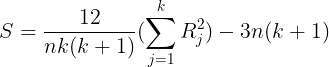 S = \frac{12}{nk(k+1)}(\sum_{j=1}^{k} R_j^2) - 3n(k+1)